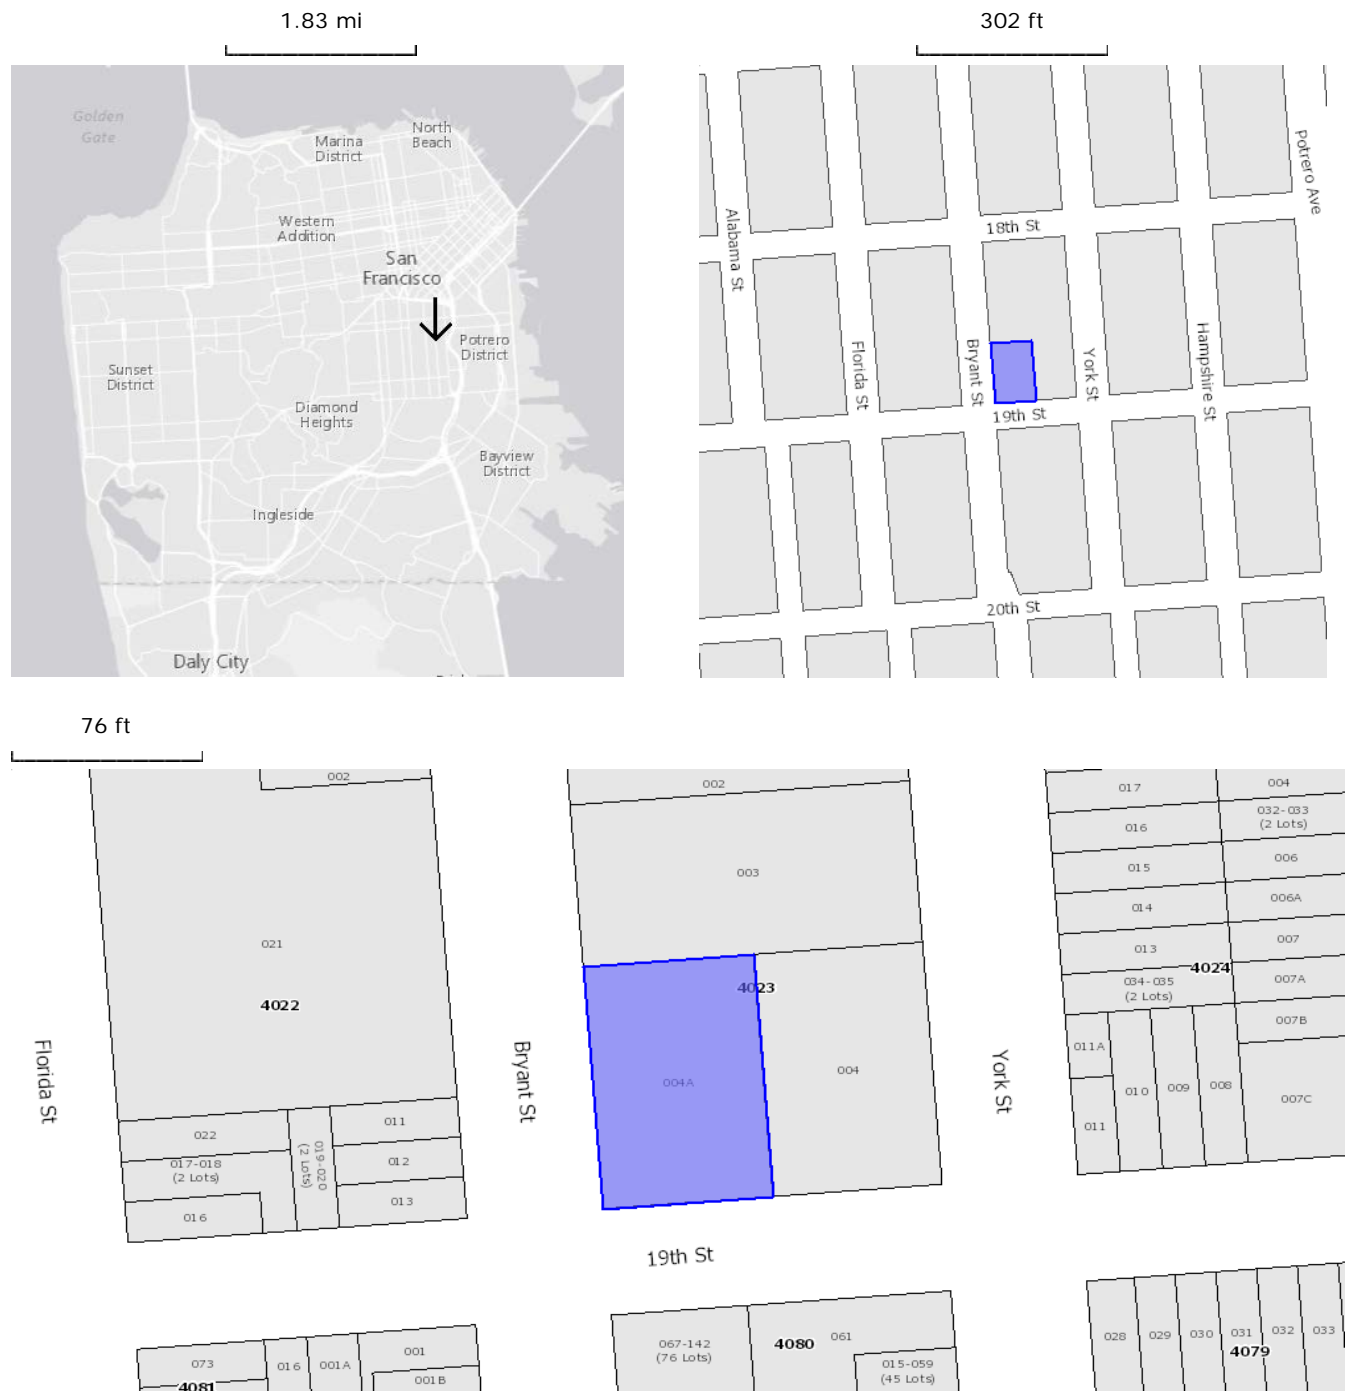 1.83 mi
302 ft
Golden
Gate
North
Beach
Marina
District
Western
Addition
San
Francisco
Potrero
District
Sunset
District
Diamond
Heights
Bayview
District
Ingleside
Daly City
Potrero Ave
Alabama St
18th St
Florida St
Bryant St
York St
Hampshire St
19th St
20th St
76 ft
002
002
017
004
016
032-033
(2 Lots)
015
006
003
014
006A
013
007
021
4022
4023
4024
034-035
(2 Lots)
007A
007B
Florida St
Bryant St
York St
004A
004
011A
010
009
008
007C
011
022
011
017-018
(2 Lots)
019-020
(2 Lots)
012
016
013
19th St
073
016
001A
001
001B
4081
067-142
(76 Lots)
4080
061
015-059
(45 Lots)
028
029
030
031
032
033
4079